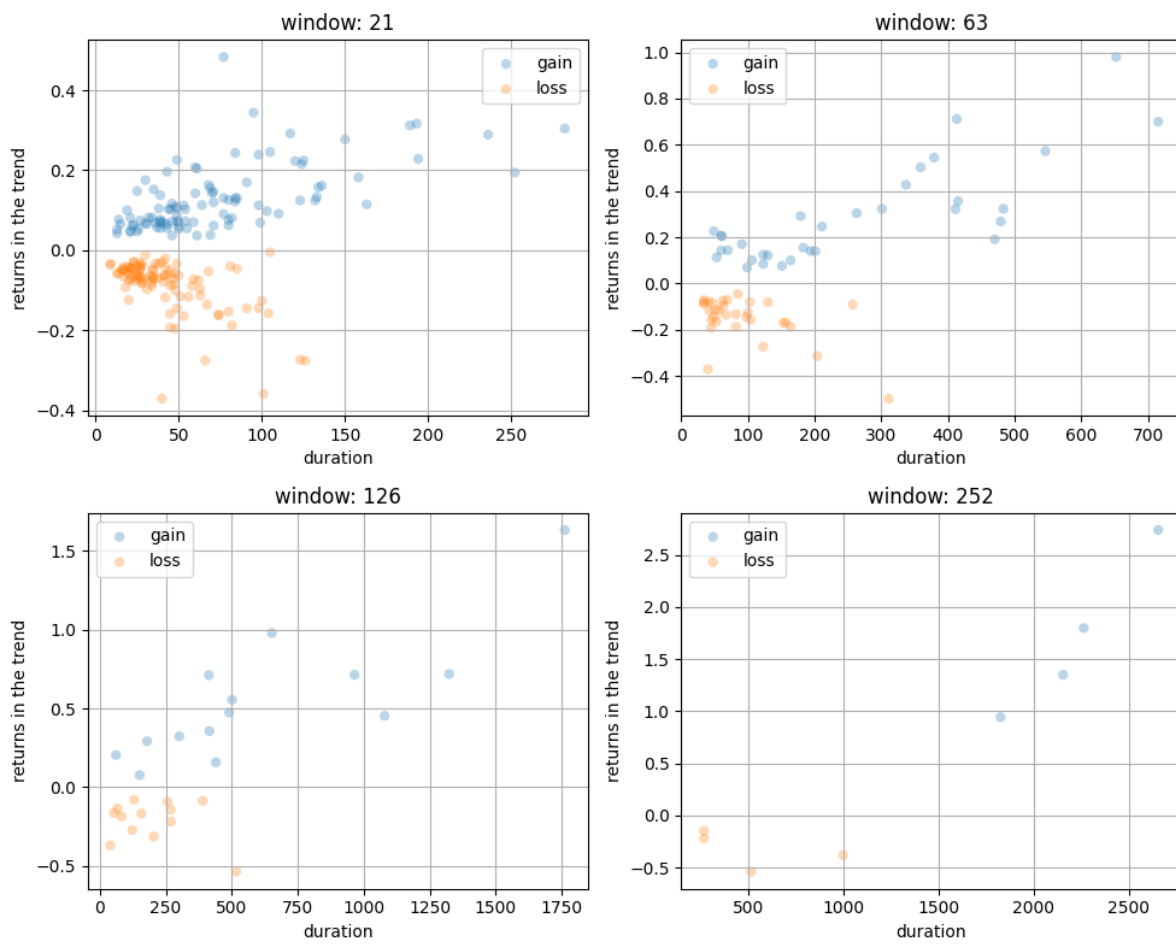 window: 21
returns in the trend
0.4
0.2
0.0
−0.2
−0.4
gain
loss
0
50
100
150
200
250
duration
window: 63
returns in the trend
1.0
0.8
0.6
0.4
0.2
0.0
−0.2
−0.4
gain
loss
0
100
200
300
400
500
600
700
duration
window: 126
returns in the trend
1.5
1.0
0.5
0.0
−0.5
gain
loss
0
250
500
750
1000
1250
1500
1750
duration
window: 252
returns in the trend
2.5
2.0
1.5
1.0
0.5
0.0
−0.5
gain
loss
500
1000
1500
2000
2500
duration